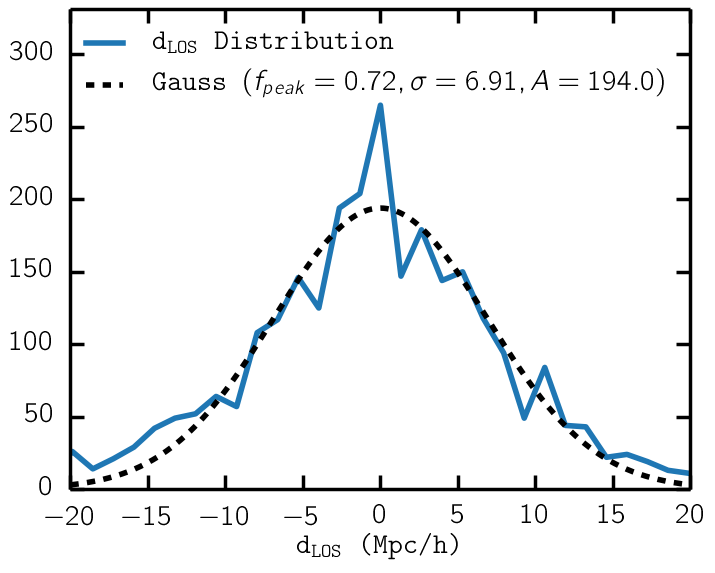 300
250
200
150
100
50
0
d_LOS Distribution
Gauss (f_peak = 0.72, σ = 6.91, A = 194.0)
−20 −15 −10 −5 0 5 10 15 20
d_LOS (Mpc/h)